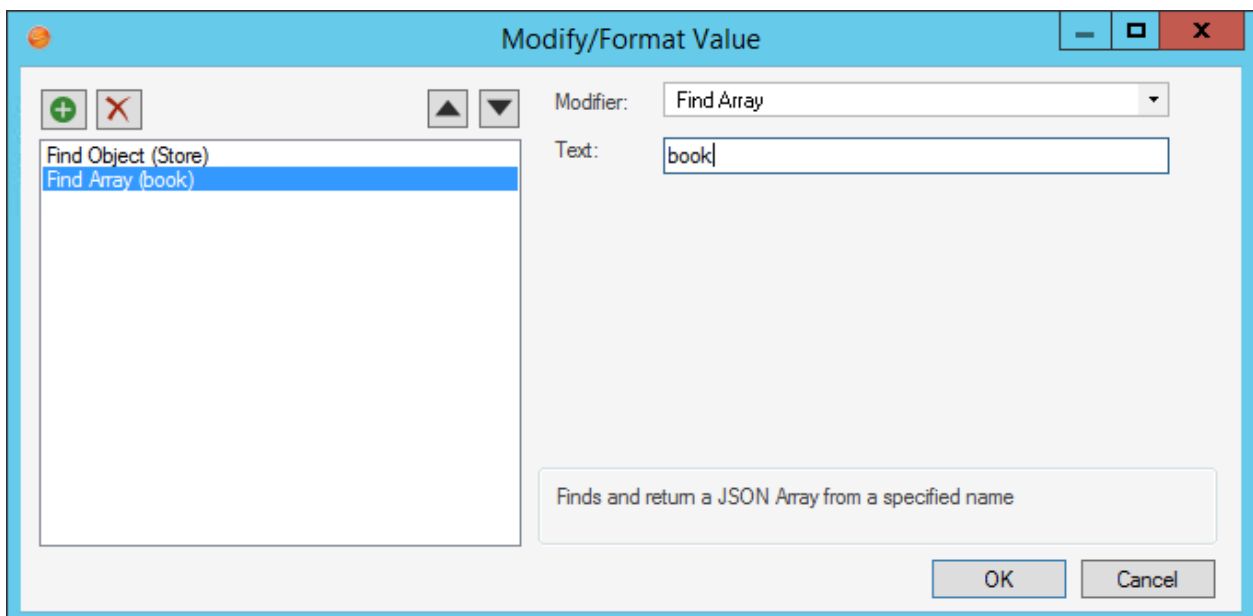 Modify/Format Value
Modifier: Find Array
Text: book
Find Object (Store)
Find Array (book)
Finds and return a JSON Array from a specified name
OK Cancel